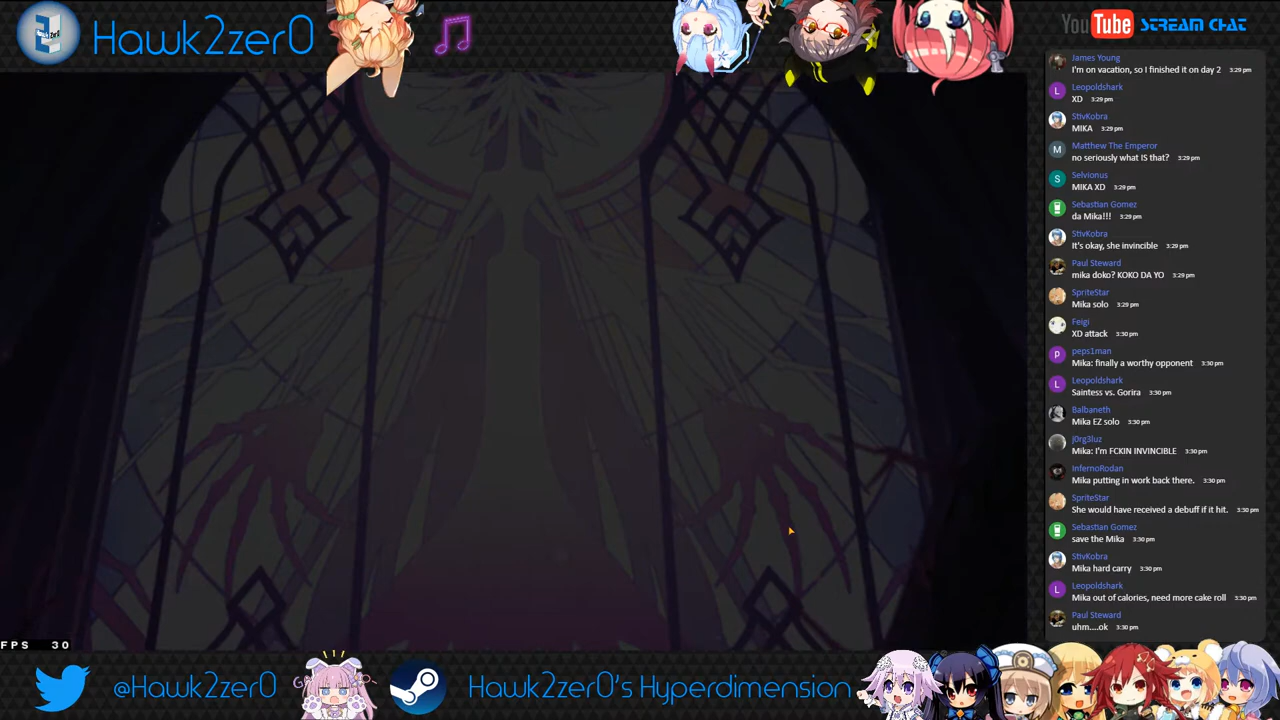 Hawk2zer0
YouTube STREAM CHAT
James Young
I'm on vacation, so I finished it on day 2 3:29 pm
Leopoldshark
XD 3:29 pm
StivKobra
MIKA 3:29 pm
Matthew The Emperor
no seriously what IS that? 3:29 pm
Selvionus
MIKA XD 3:29 pm
Sebastian Gomez
da Mika!!! 3:29 pm
StivKobra
It's okay, she invincible 3:29 pm
Paul Steward
mika doko? KOKO DA YO 3:29 pm
SpriteStar
Mika solo 3:29 pm
Feigi
XD attack 3:30 pm
peps1man
Mika: finally a worthy opponent 3:30 pm
Leopoldshark
Saintess vs. Gorira 3:30 pm
Balbaneth
Mika EZ solo 3:30 pm
j0rg3luz
Mika: I'm FCKIN INVINCIBLE 3:30 pm
InfernoRodan
Mika putting in work back there. 3:30 pm
SpriteStar
She would have received a debuff if it hit. 3:30 pm
Sebastian Gomez
save the Mika 3:30 pm
StivKobra
Mika hard carry 3:30 pm
Leopoldshark
Mika out of calories, need more cake roll 3:30 pm
Paul Steward
uhm....ok 3:30 pm
FPS 30
@Hawk2zer0
Hawk2zer0's Hyperdimension